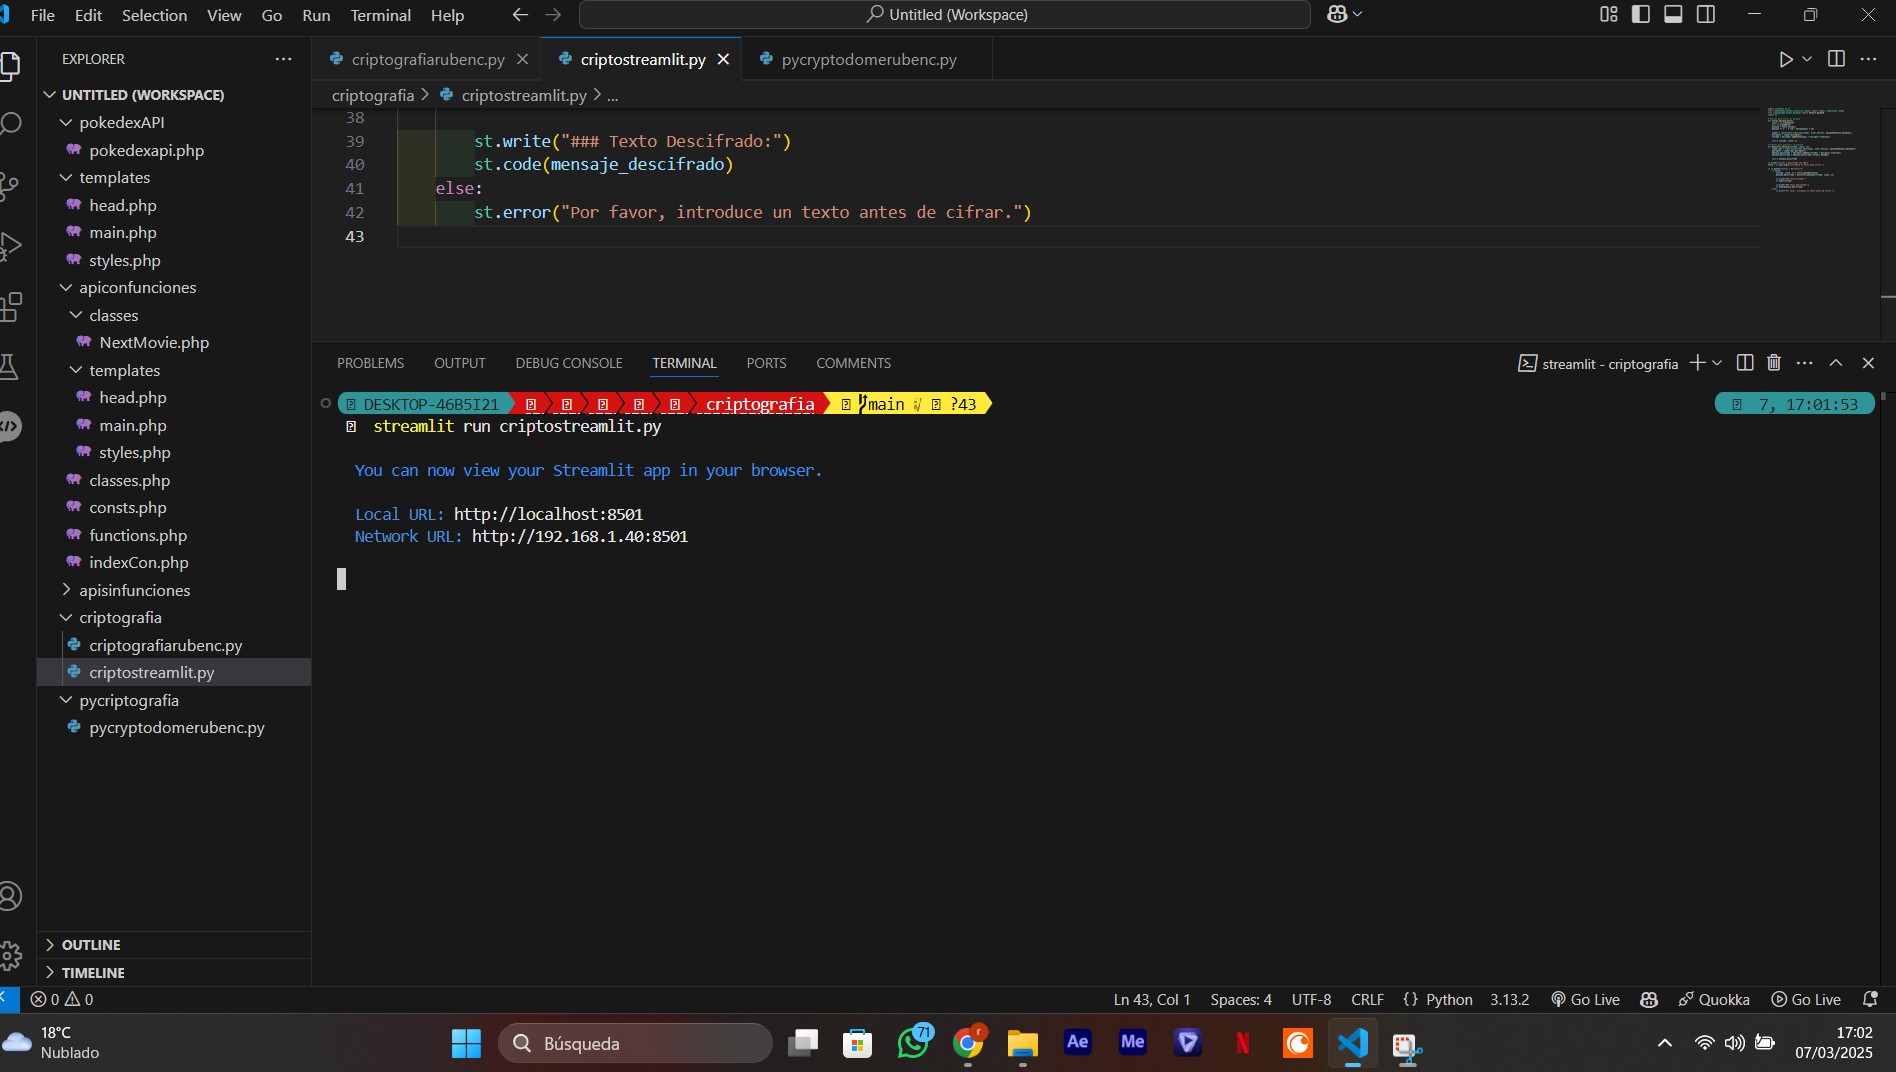 File Edit Selection View Go Run Terminal Help
Untitled (Workspace)
EXPLORER
UNTITLED (WORKSPACE)
pokedexAPI
pokedexapi.php
templates
head.php
main.php
styles.php
apiconfunciones
classes
NextMovie.php
templates
head.php
main.php
styles.php
classes.php
consts.php
functions.php
indexCon.php
apisinfunciones
criptografia
criptografiarubenc.py
criptostreamlit.py
pycriptografia
pycryptodomerubenc.py
OUTLINE
TIMELINE
criptografiarubenc.py
criptostreamlit.py
pycryptodomerubenc.py
criptografia > criptostreamlit.py > ...
38
39 st.write("### Texto Descifrado:")
40 st.code(mensaje_descifrado)
41 else:
42 st.error("Por favor, introduce un texto antes de cifrar.")
43
PROBLEMS OUTPUT DEBUG CONSOLE TERMINAL PORTS COMMENTS
streamlit - criptografia
DESKTOP-46B5I21 criptografia main ?43
7, 17:01:53
streamlit run criptostreamlit.py
You can now view your Streamlit app in your browser.
Local URL: http://localhost:8501
Network URL: http://192.168.1.40:8501
0 0
Ln 43, Col 1 Spaces: 4 UTF-8 CRLF {} Python 3.13.2 Go Live Quokka Go Live
18°C
Nublado
Búsqueda
71
r
Ae
Me
N
17:02
07/03/2025